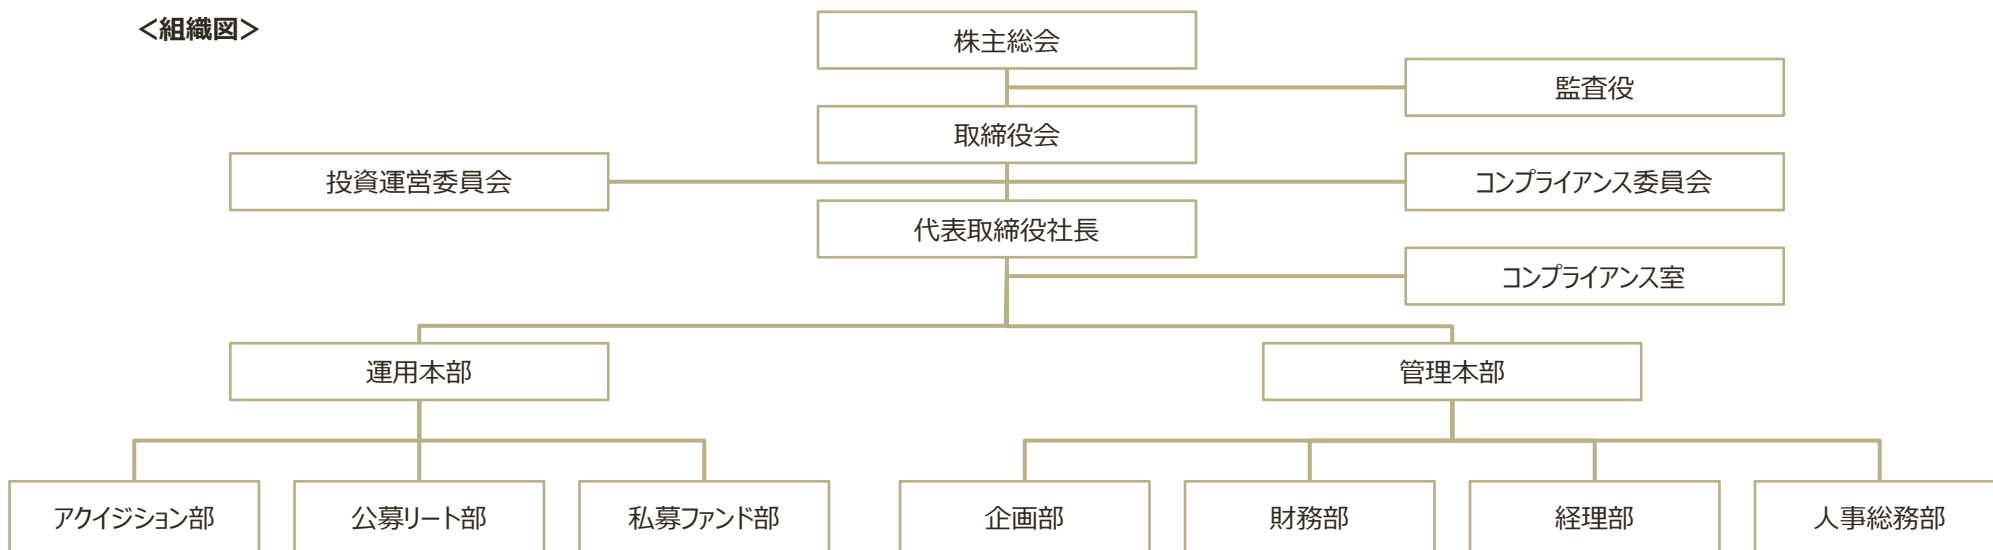 <組織図>
株主総会
監査役
取締役会
投資運営委員会
コンプライアンス委員会
代表取締役社長
コンプライアンス室
運用本部
管理本部
アクイジション部
公募リート部
私募ファンド部
企画部
財務部
経理部
人事総務部